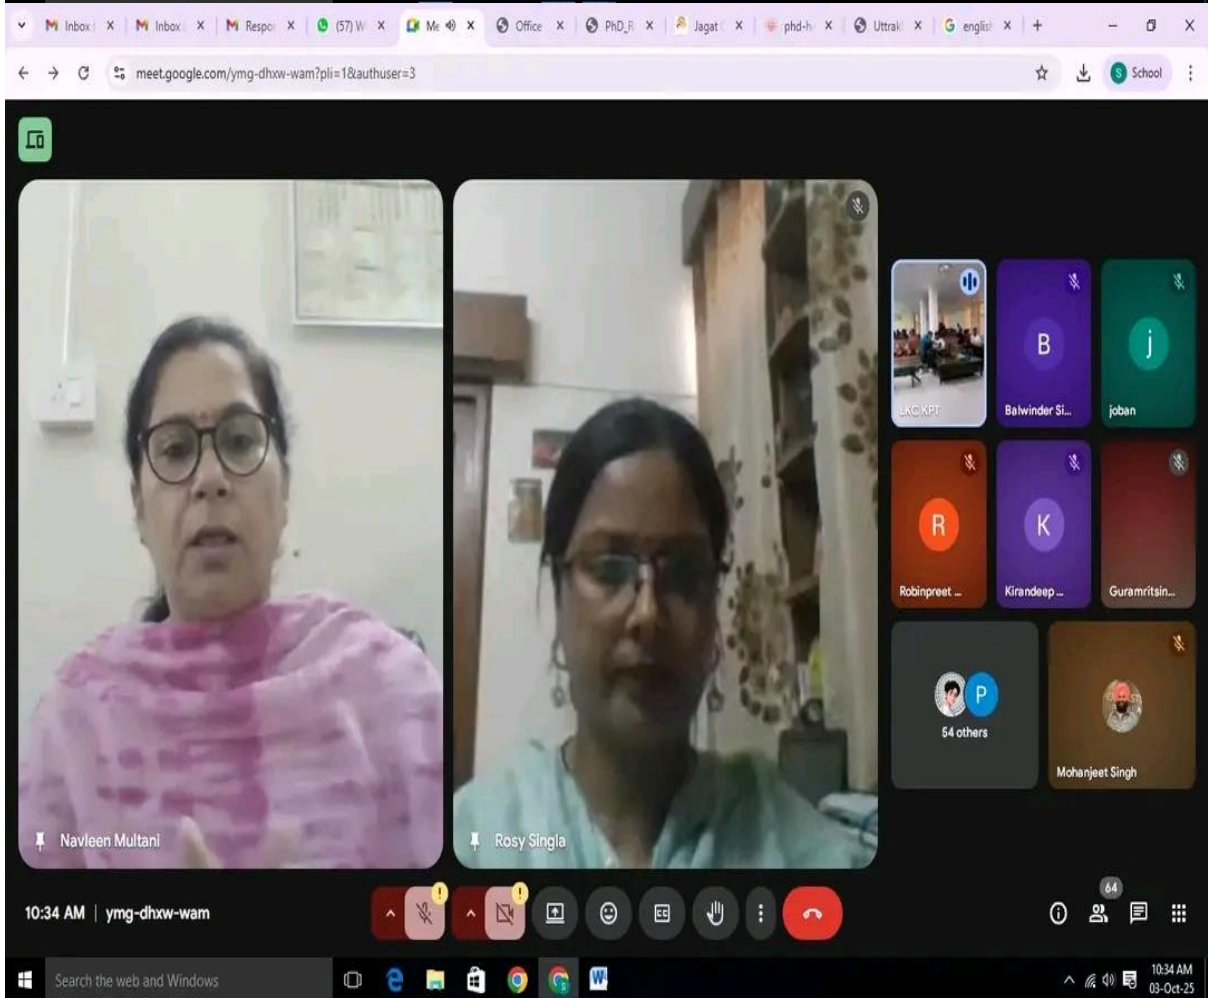 Inbox
Inbox
Respo
(57) W
Me
Office
PhD_R
Jagat
phd-h
Uttrak
englis
meet.google.com/ymg-dhxw-wam?pli=1&authuser=3
S
School
LKC KPT
B
Balwinder Si...
j
joban
R
Robinpreet ...
K
Kirandeep ...
Guramritsin...
P
54 others
Mohanjeet Singh
Navleen Multani
Rosy Singla
10:34 AM | ymg-dhxw-wam
CC
64
Search the web and Windows
10:34 AM
03-Oct-25